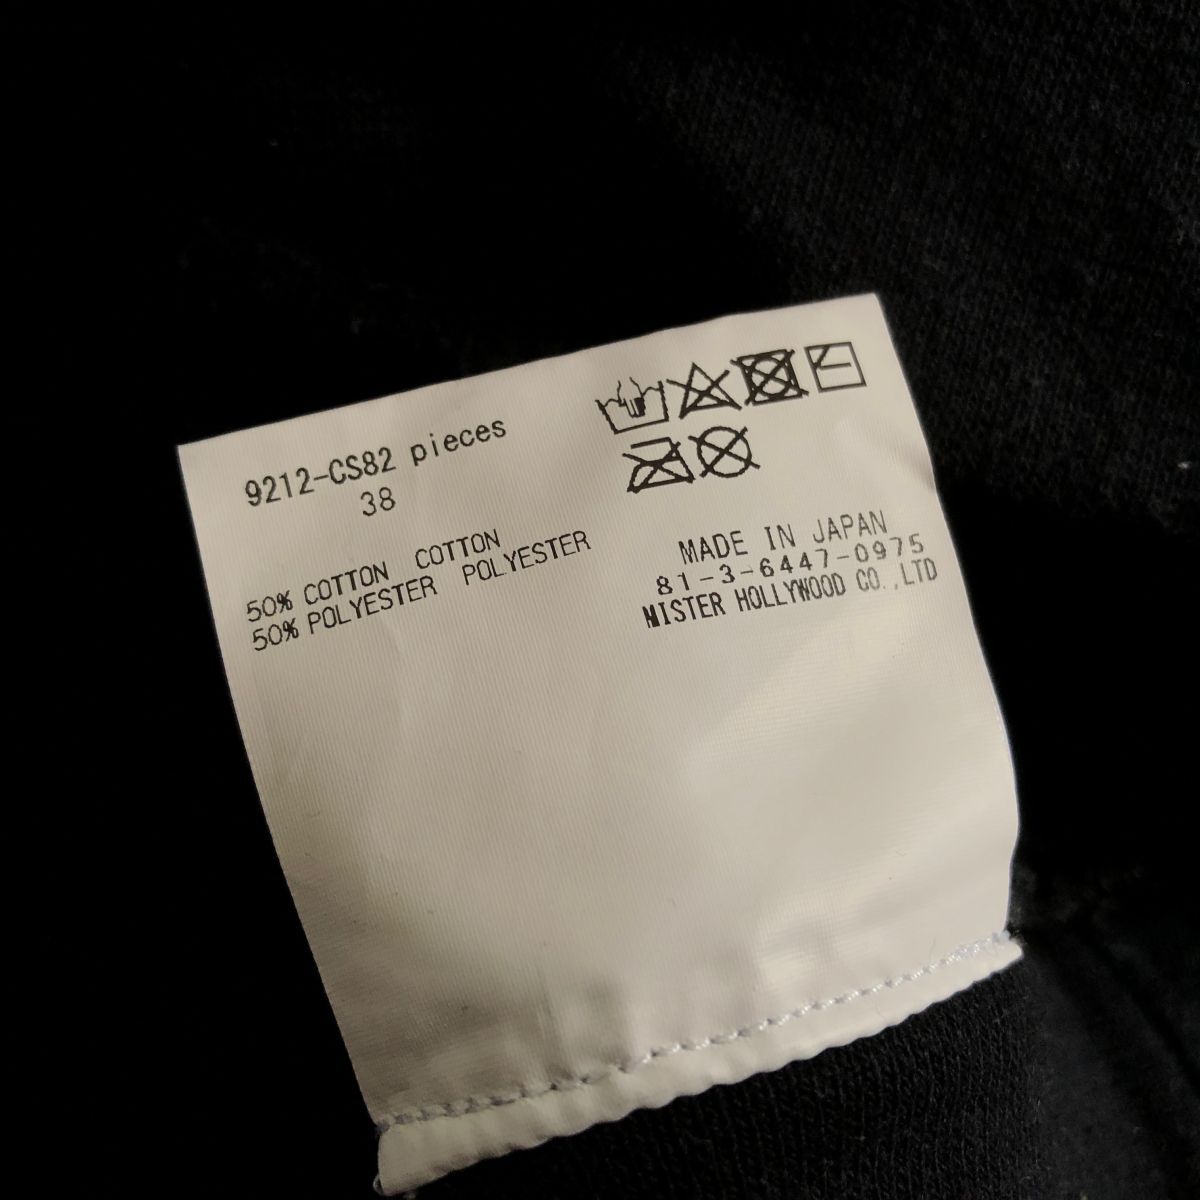 9212-CS82 pieces
38
50% COTTON COTTON
50% POLYESTER POLYESTER
MADE IN JAPAN
81-3-6447-0975
MISTER HOLLYWOOD CO.,LTD